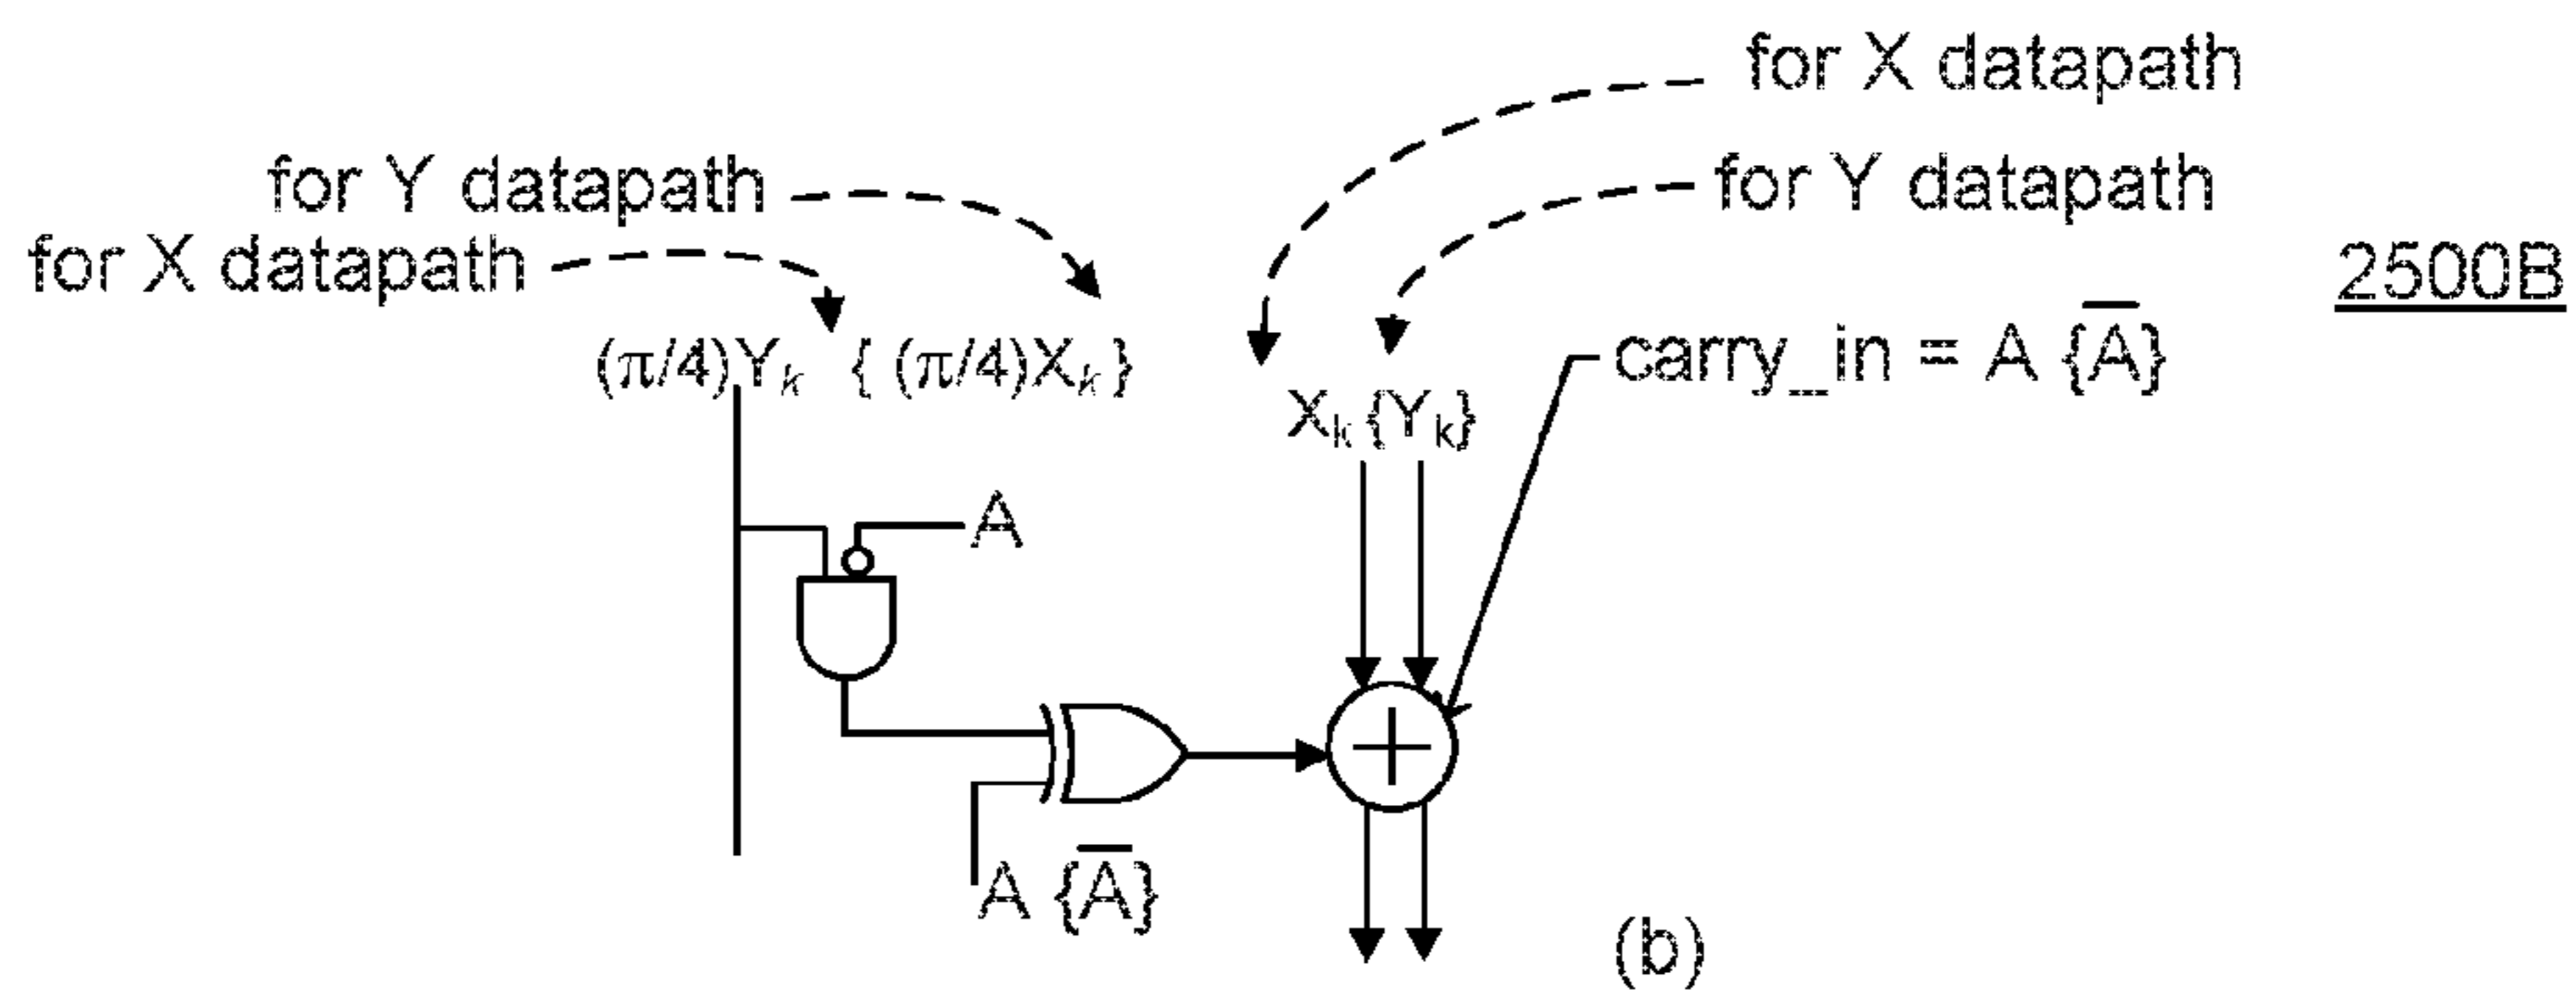 for X datapath
for Y datapath
for Y datapath
for X datapath
2500B
(π/4)Yₖ { (π/4)Xₖ}
carry_in = A {A̅}
Xₖ{Yₖ}
A
A {A̅}
(b)